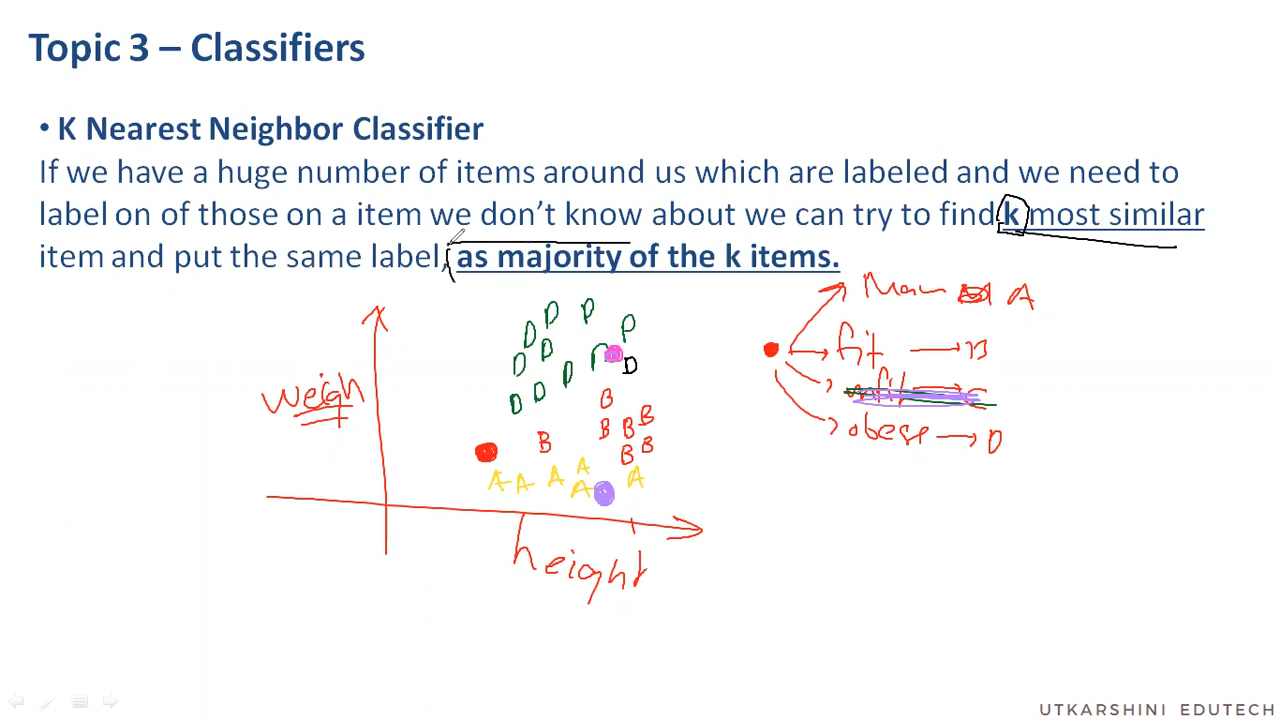 Topic 3 – Classifiers
• K Nearest Neighbor Classifier
If we have a huge number of items around us which are labeled and we need to
label on of those on a item we don't know about we can try to find k most similar
item and put the same label, as majority of the k items.
A
fit B
obese D
weigh
D D D D
D D D
D D D
B
B B B
B B B
A A A A A A
height
UTKARSHINI EDUTECH